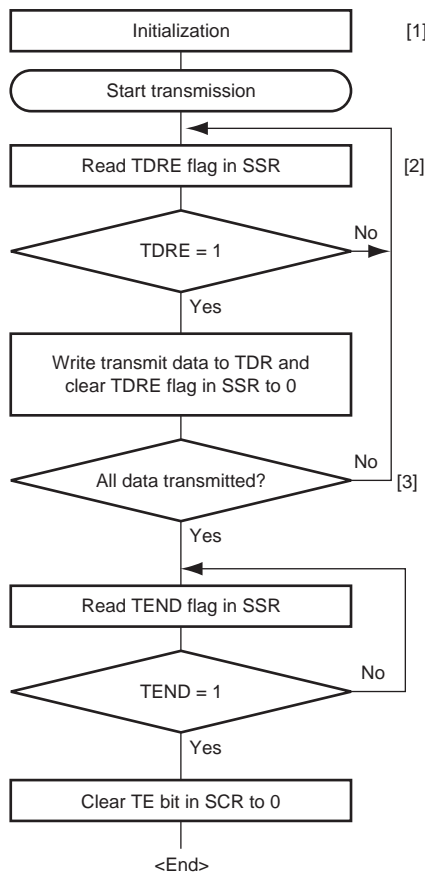 Initialization [1]
Start transmission
Read TDRE flag in SSR [2]
No
TDRE = 1
Yes
Write transmit data to TDR and
clear TDRE flag in SSR to 0
No
All data transmitted? [3]
Yes
Read TEND flag in SSR
No
TEND = 1
Yes
Clear TE bit in SCR to 0
<End>